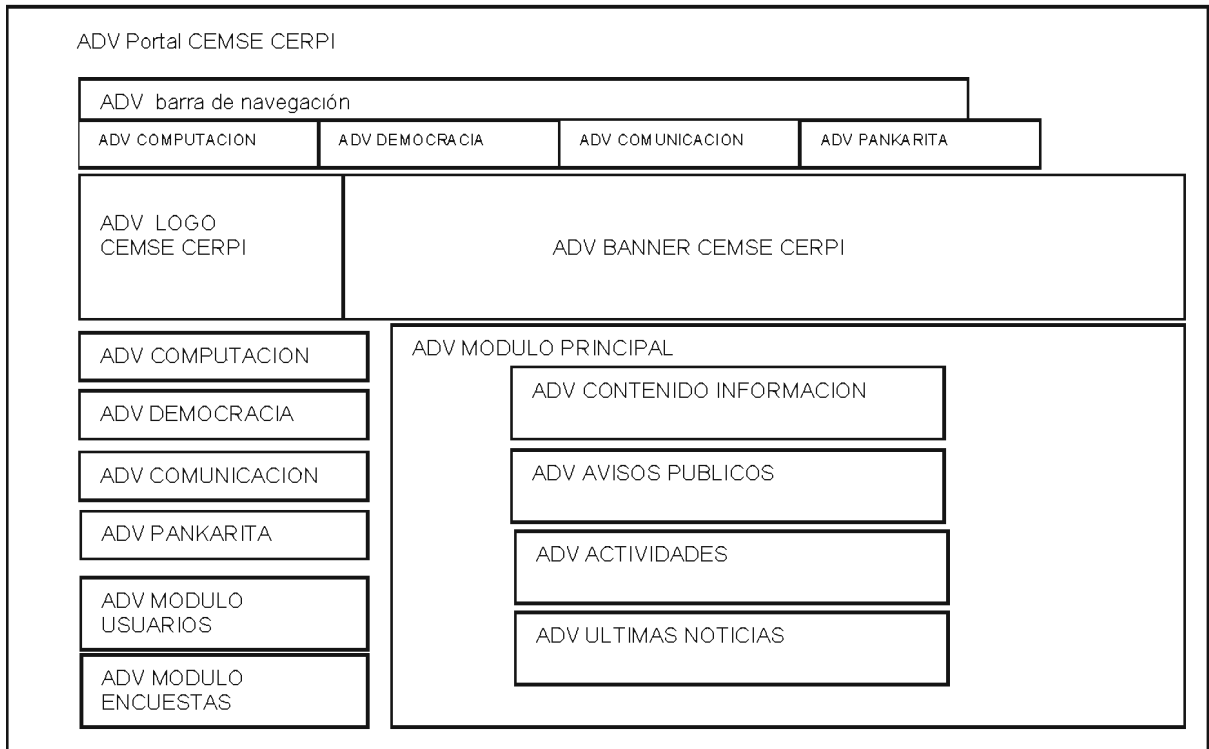 ADV Portal CEMSE CERPI
ADV barra de navegación
ADV COMPUTACION
ADV DEMOCRACIA
ADV COMUNICACION
ADV PANKARITA
ADV LOGO
CEMSE CERPI
ADV BANNER CEMSE CERPI
ADV COMPUTACION
ADV DEMOCRACIA
ADV COMUNICACION
ADV PANKARITA
ADV MODULO
USUARIOS
ADV MODULO
ENCUESTAS
ADV MODULO PRINCIPAL
ADV CONTENIDO INFORMACION
ADV AVISOS PUBLICOS
ADV ACTIVIDADES
ADV ULTIMAS NOTICIAS